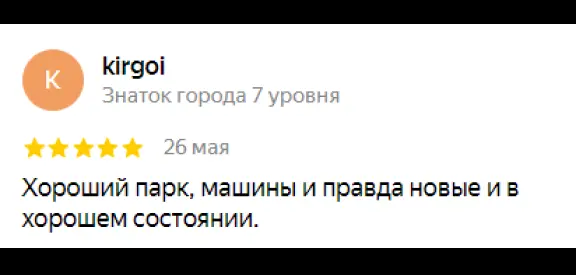 K
kirgoi
Знаток города 7 уровня
26 мая
Хороший парк, машины и правда новые и в
хорошем состоянии.